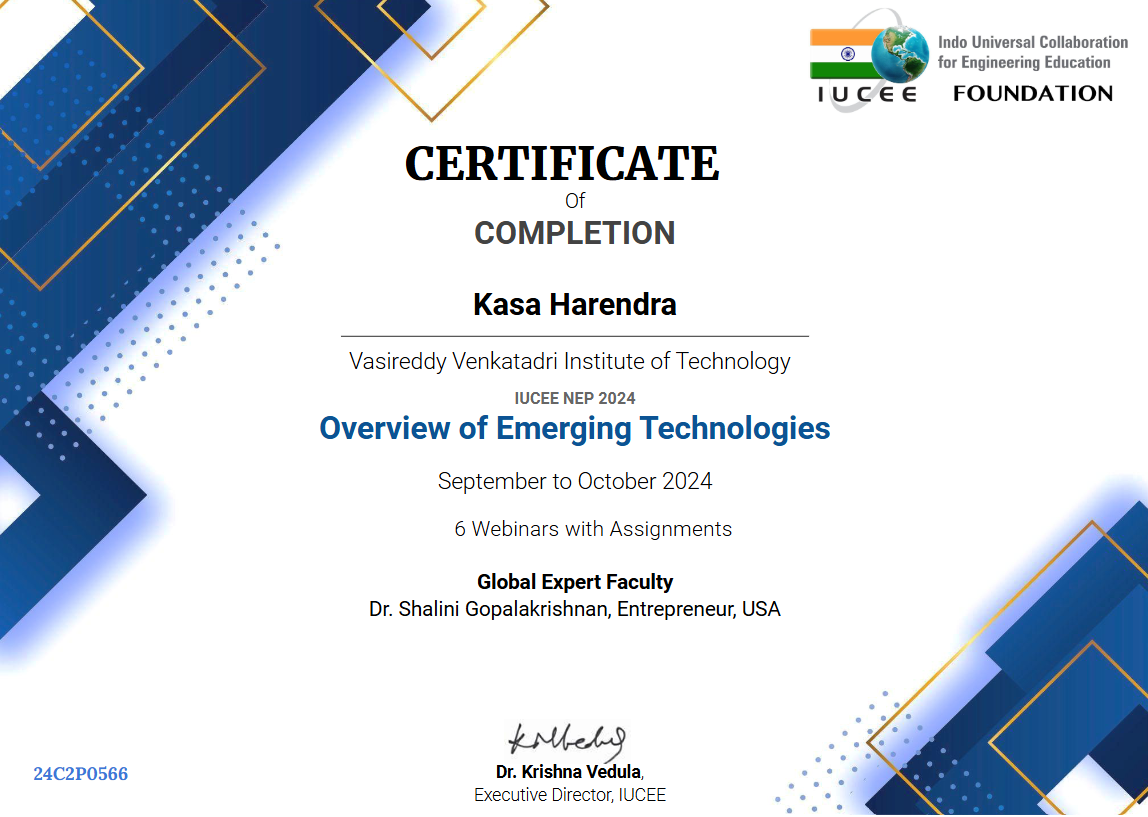 Indo Universal Collaboration
for Engineering Education
IUCEE FOUNDATION
CERTIFICATE
Of
COMPLETION
Kasa Harendra
Vasireddy Venkatadri Institute of Technology
IUCEE NEP 2024
Overview of Emerging Technologies
September to October 2024
6 Webinars with Assignments
Global Expert Faculty
Dr. Shalini Gopalakrishnan, Entrepreneur, USA
Dr. Krishna Vedula,
Executive Director, IUCEE
24C2P0566